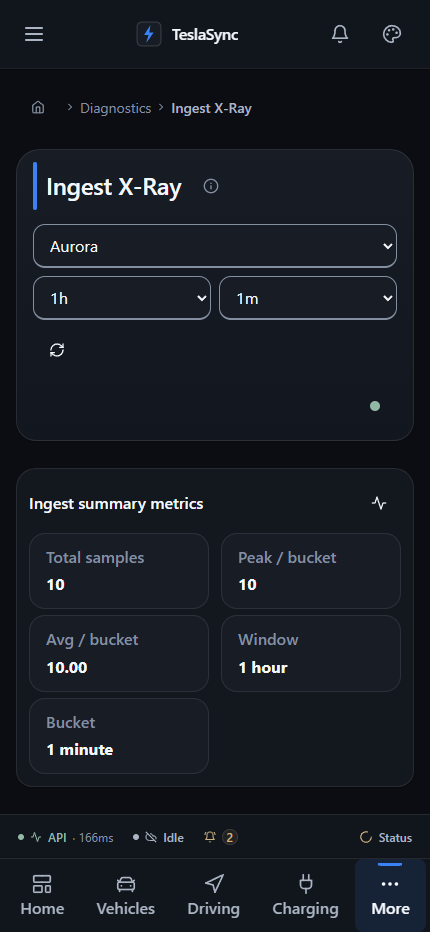 TeslaSync
Diagnostics
Ingest X-Ray
Ingest X-Ray
Aurora
1h 1m
Ingest summary metrics
Total samples
10
Peak / bucket
10
Avg / bucket
10.00
Window
1 hour
Bucket
1 minute
API · 166ms Idle 2 Status
Home Vehicles Driving Charging More